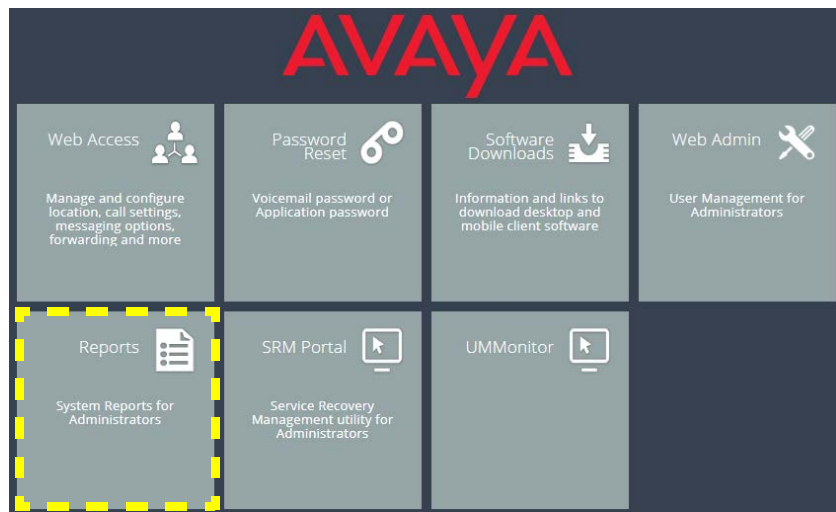 AVAYA
Web Access
Manage and configure
location, call settings,
messaging options,
forwarding and more
Password
Reset
Voicemail password or
Application password
Software
Downloads
Information and links to
download desktop and
mobile client software
Web Admin
User Management for
Administrators
Reports
System Reports for
Administrators
SRM Portal
Service Recovery
Management utility for
Administrators
UMMonitor